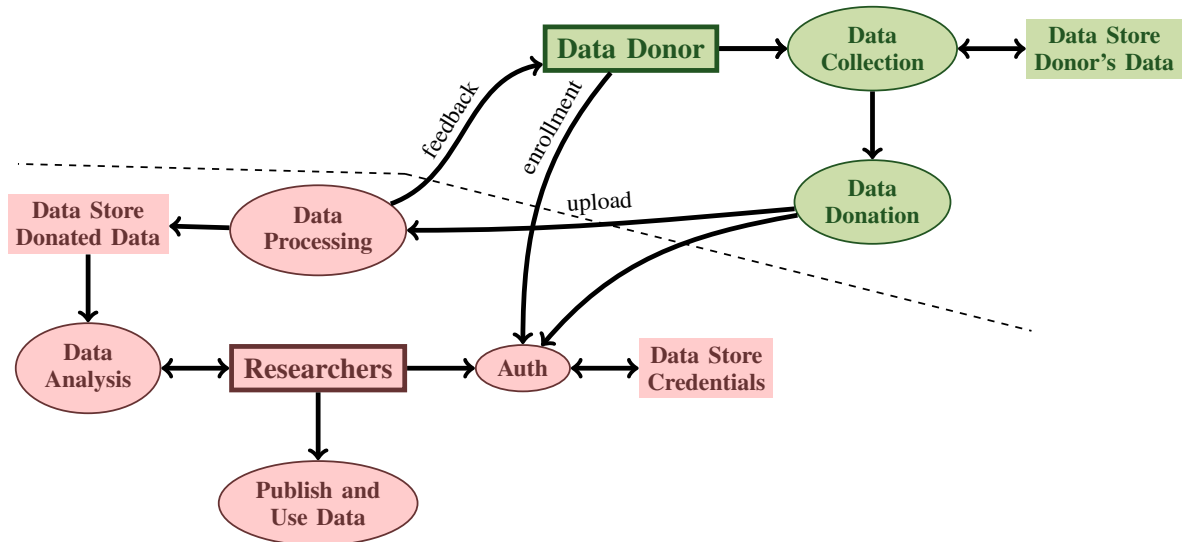 Data Donor
Data
Collection
Data Store
Donor's Data
feedback
enrollment
Data
Donation
upload
Data Store
Donated Data
Data
Processing
Data
Analysis
Researchers
Auth
Data Store
Credentials
Publish and
Use Data